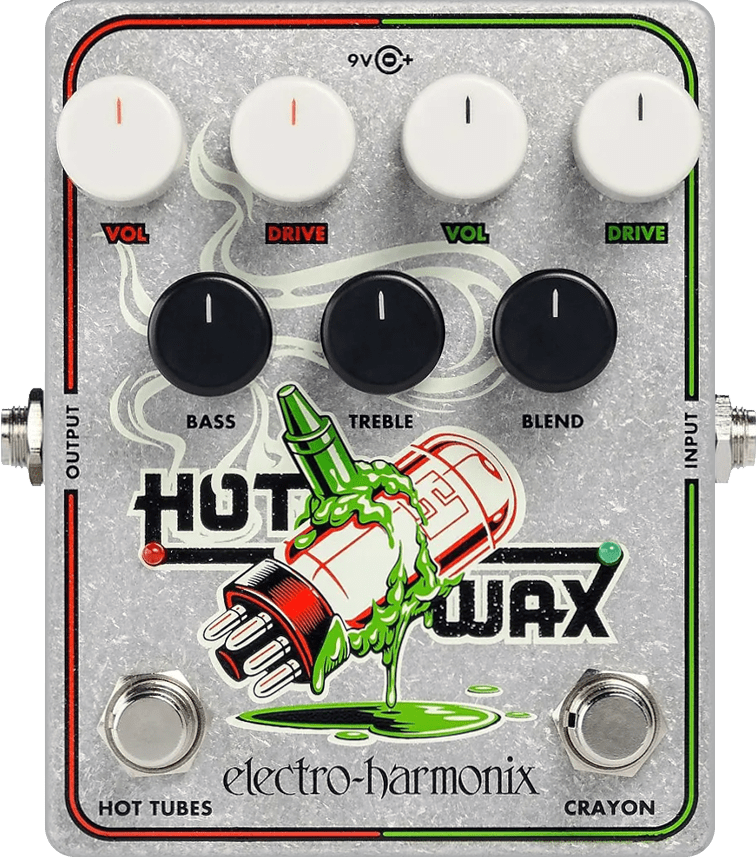 9V
VOL
DRIVE
VOL
DRIVE
BASS
TREBLE
BLEND
OUTPUT
INPUT
HOT
WAX
electro-harmonix
HOT TUBES
CRAYON